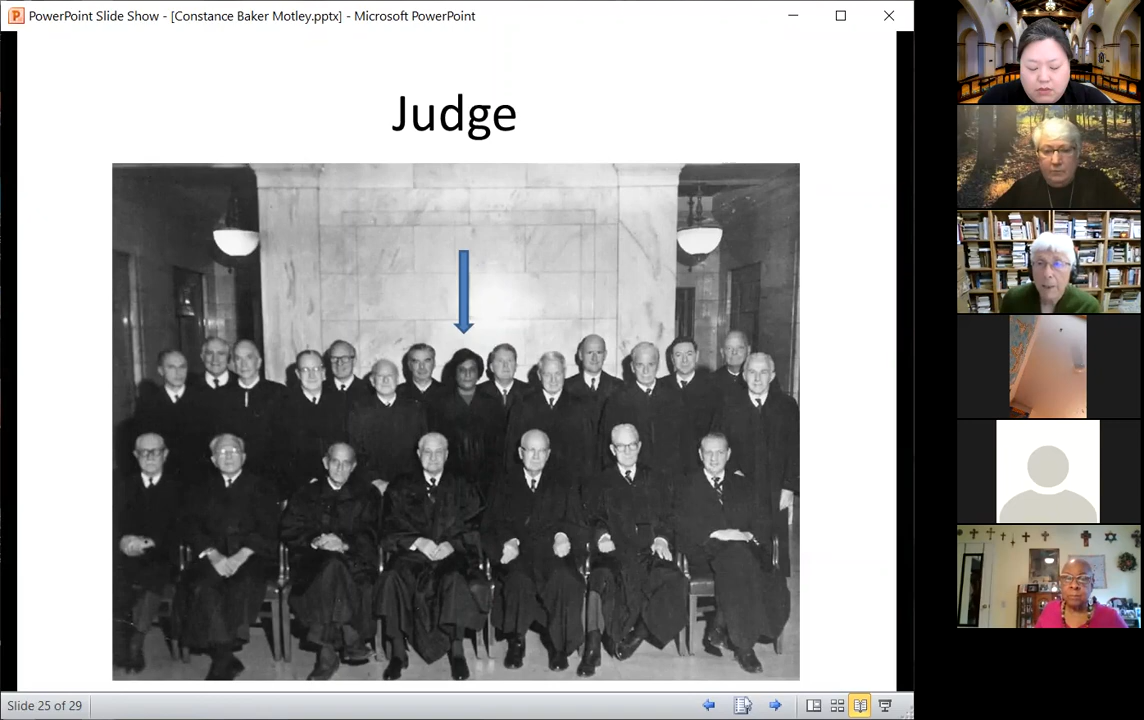 PowerPoint Slide Show - [Constance Baker Motley.pptx] - Microsoft PowerPoint
Judge
Slide 25 of 29